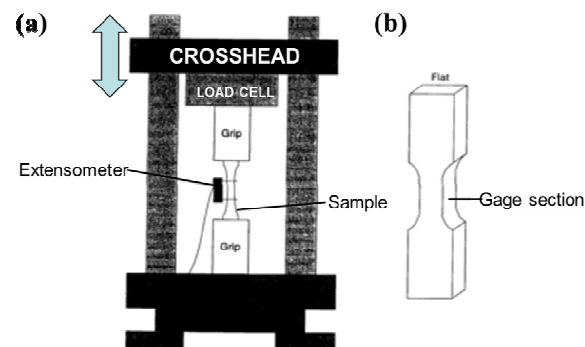 (a)
CROSSHEAD
LOAD CELL
Grip
Extensometer
Sample
Grip
(b)
Flat
Gage section